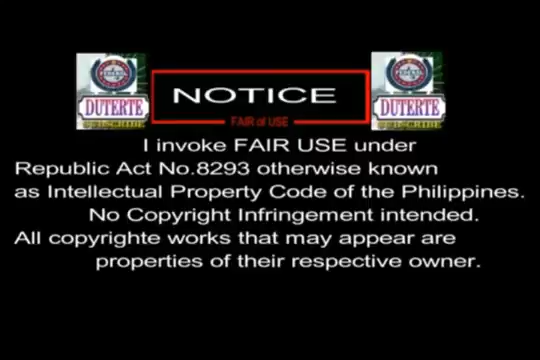 NOTICE
FAIR of USE
DUTERTE
SUBSCRIBE
DUTERTE
SUBSCRIBE
I invoke FAIR USE under
Republic Act No.8293 otherwise known
as Intellectual Property Code of the Philippines.
No Copyright Infringement intended.
All copyrighte works that may appear are
properties of their respective owner.